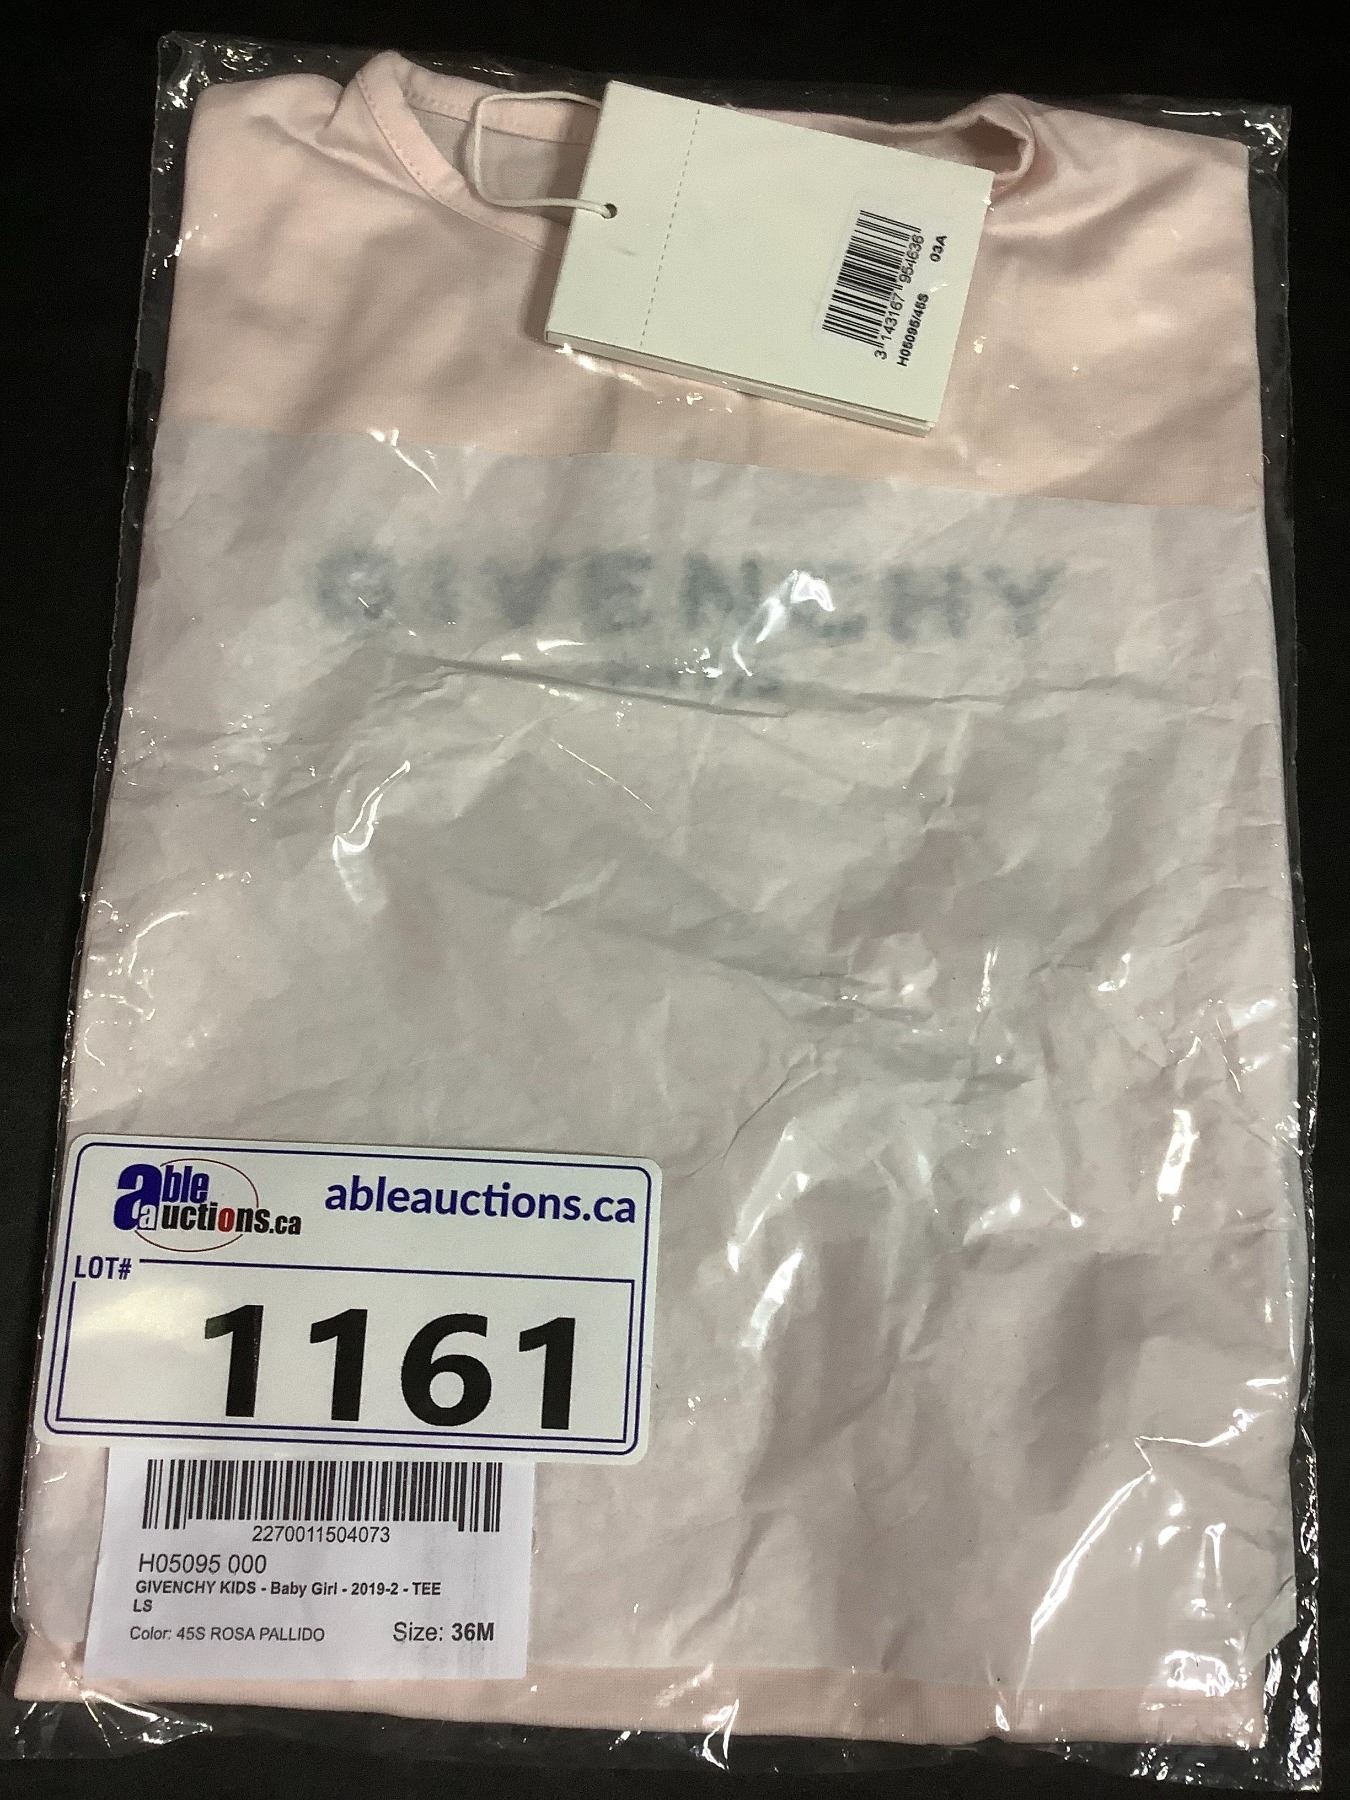 3 143167 954636
H05095/45S
03A
GIVENCHY
able
auctions.ca
ableauctions.ca
LOT#
1161
2270011504073
H05095 000
GIVENCHY KIDS - Baby Girl - 2019-2 - TEE
LS
Color: 45S ROSA PALLIDO Size: 36M